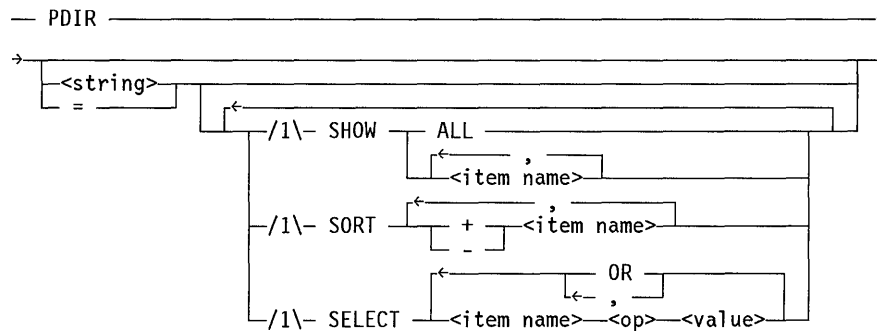 PDIR
<string>
=
/1\ SHOW ALL
,
<item name>
,
/1\ SORT + <item name>
-
OR
,
/1\ SELECT <item name> <op> <value>